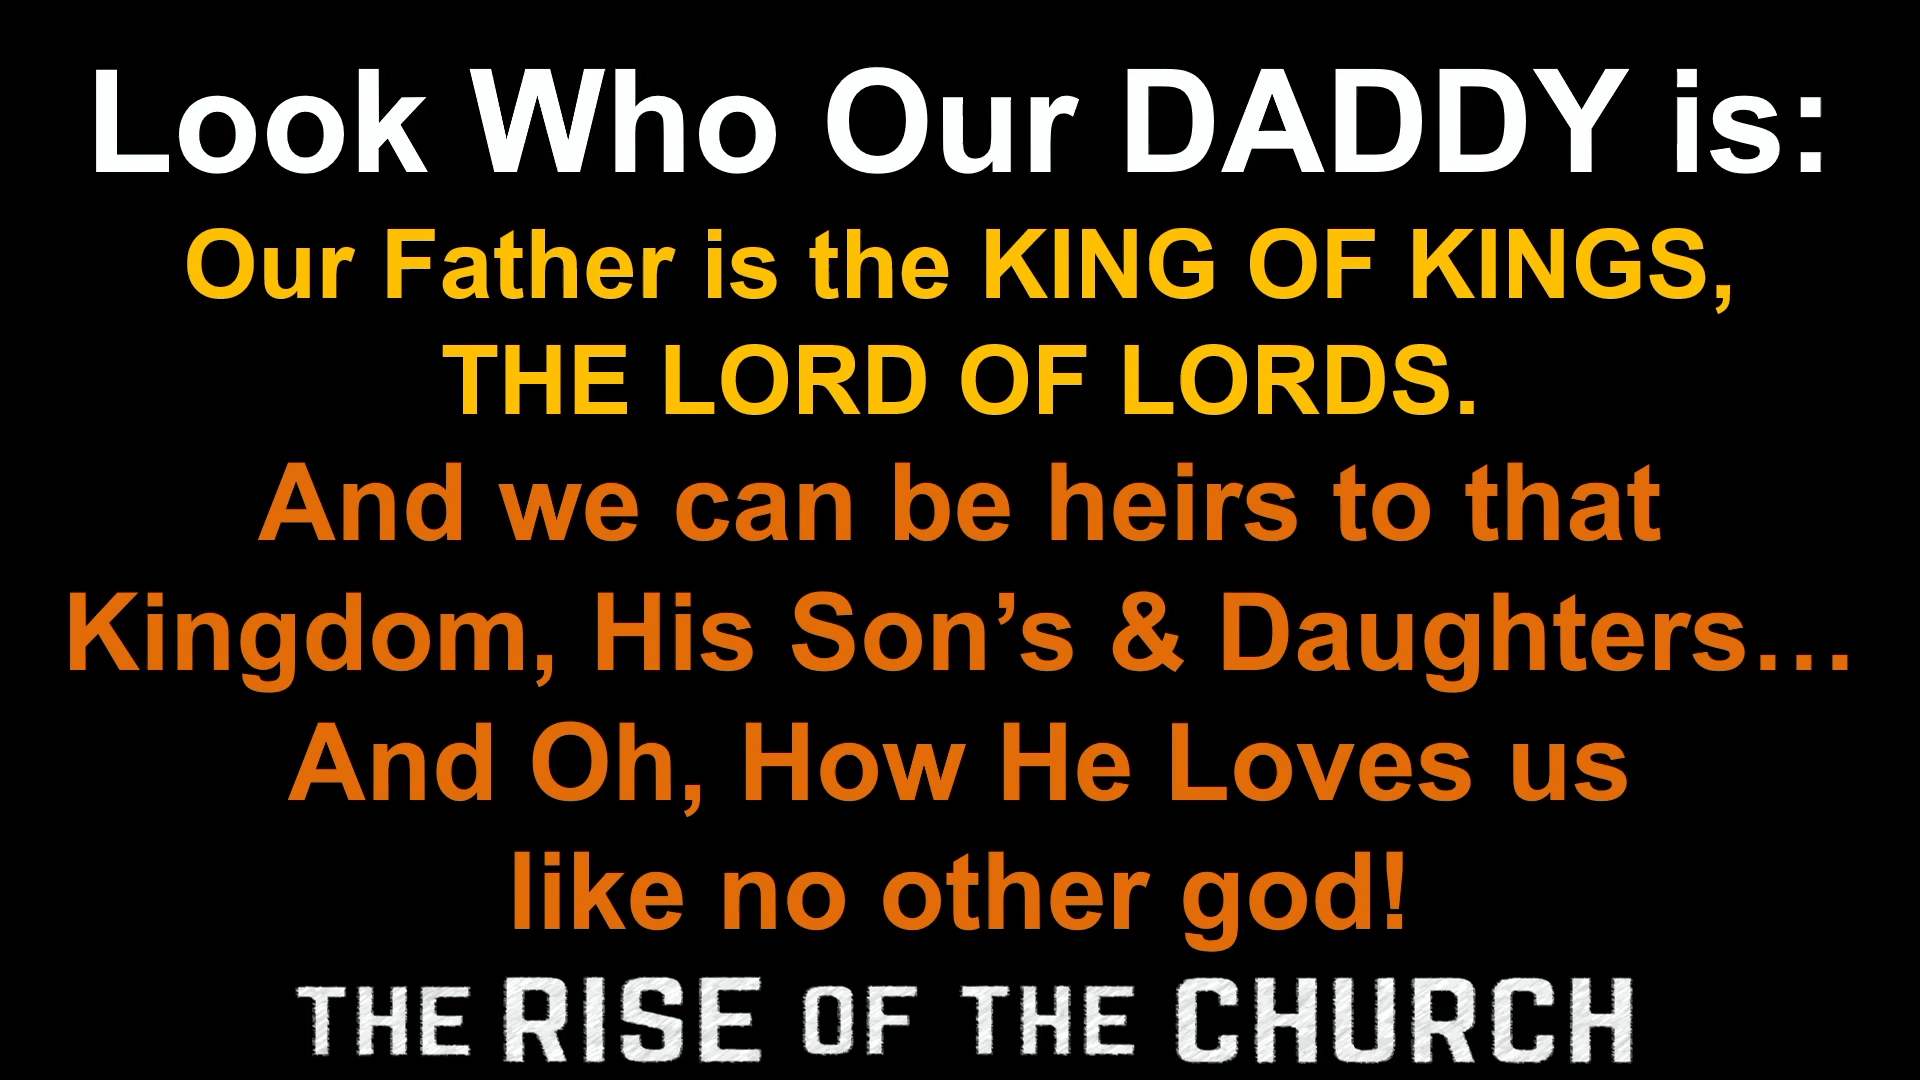 Look Who Our DADDY is:
Our Father is the KING OF KINGS,
THE LORD OF LORDS.
And we can be heirs to that
Kingdom, His Son’s & Daughters…
And Oh, How He Loves us
like no other god!
THE RISE OF THE CHURCH